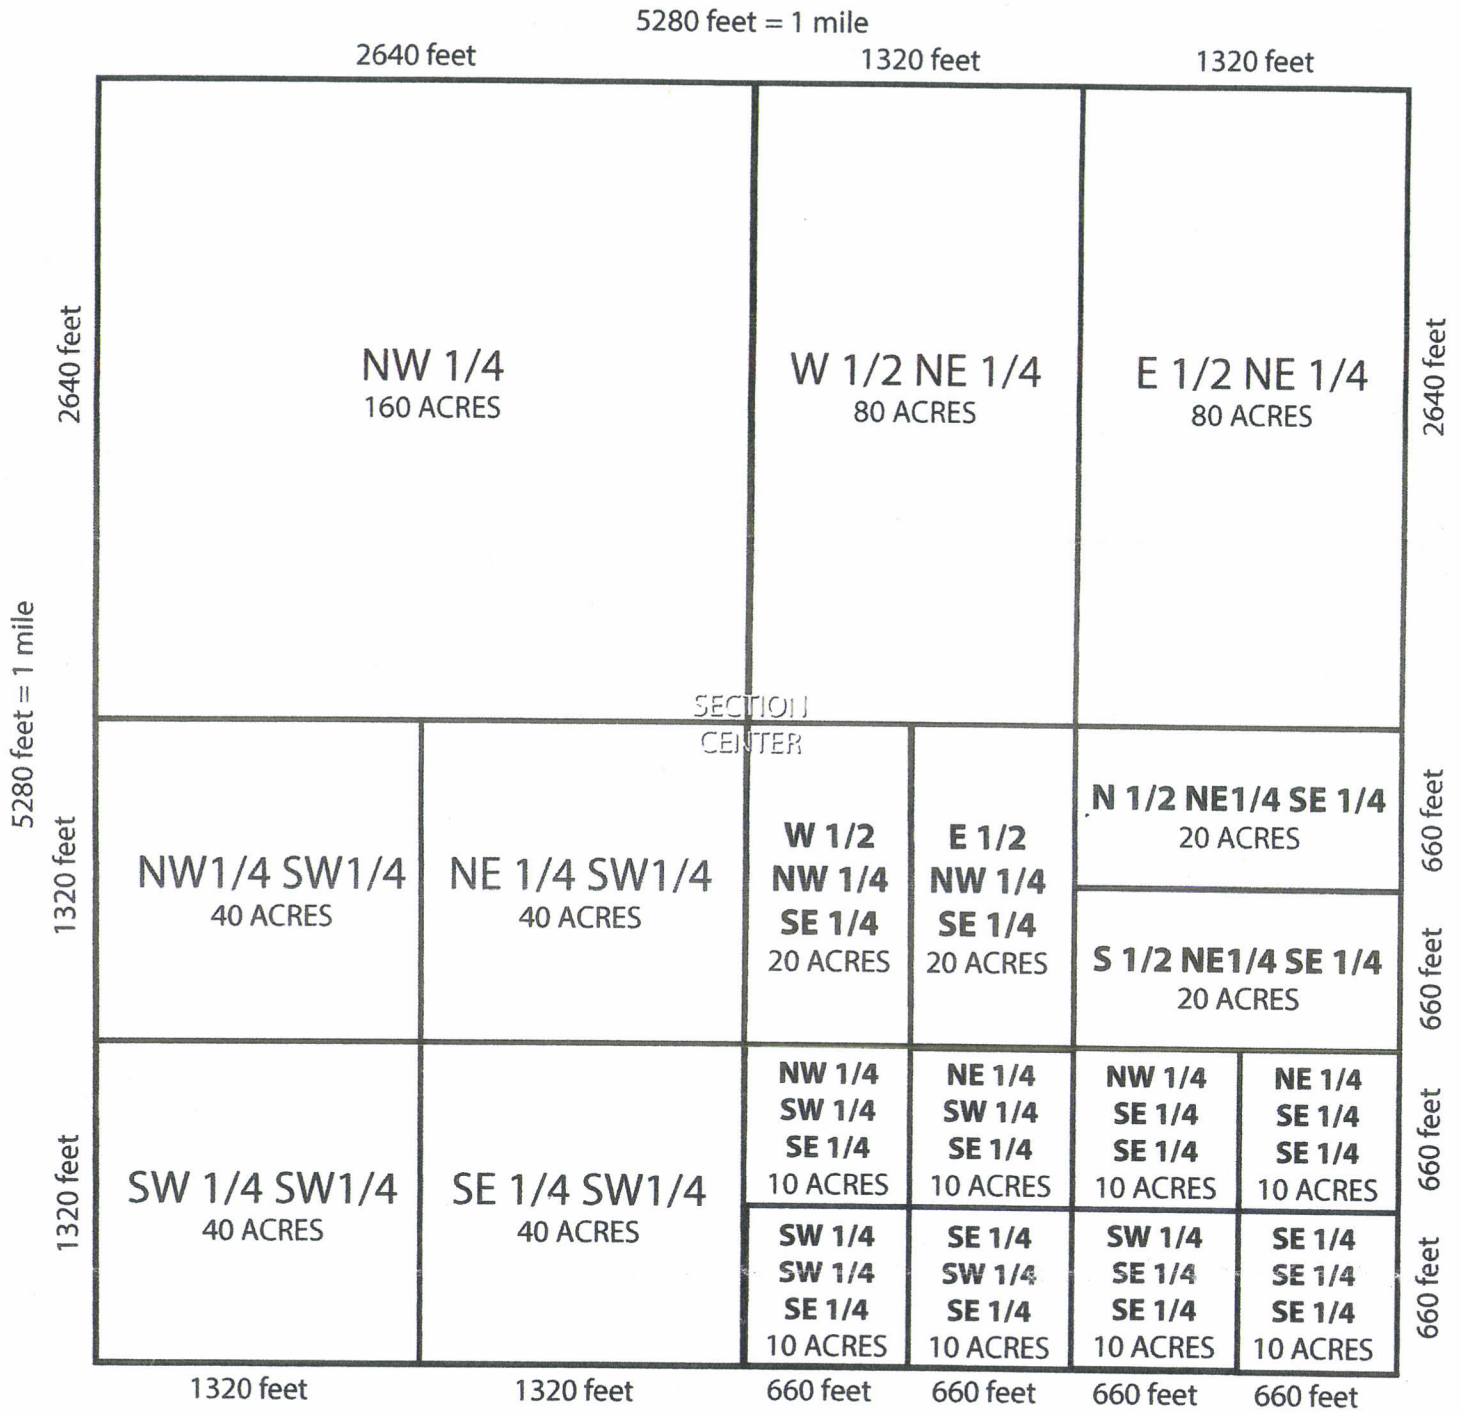 5280 feet = 1 mile
2640 feet
1320 feet
1320 feet
2640 feet
NW 1/4
160 ACRES
W 1/2 NE 1/4
80 ACRES
E 1/2 NE 1/4
80 ACRES
2640 feet
5280 feet = 1 mile
SECTION
CENTER
1320 feet
NW1/4 SW1/4
40 ACRES
NE 1/4 SW1/4
40 ACRES
W 1/2
NW 1/4
SE 1/4
20 ACRES
E 1/2
NW 1/4
SE 1/4
20 ACRES
N 1/2 NE1/4 SE 1/4
20 ACRES
660 feet
S 1/2 NE1/4 SE 1/4
20 ACRES
660 feet
1320 feet
SW 1/4 SW1/4
40 ACRES
SE 1/4 SW1/4
40 ACRES
NW 1/4
SW 1/4
SE 1/4
10 ACRES
NE 1/4
SW 1/4
SE 1/4
10 ACRES
NW 1/4
SE 1/4
SE 1/4
10 ACRES
NE 1/4
SE 1/4
SE 1/4
10 ACRES
660 feet
SW 1/4
SW 1/4
SE 1/4
10 ACRES
SE 1/4
SW 1/4
SE 1/4
10 ACRES
SW 1/4
SE 1/4
SE 1/4
10 ACRES
SE 1/4
SE 1/4
SE 1/4
10 ACRES
660 feet
1320 feet
1320 feet
660 feet
660 feet
660 feet
660 feet